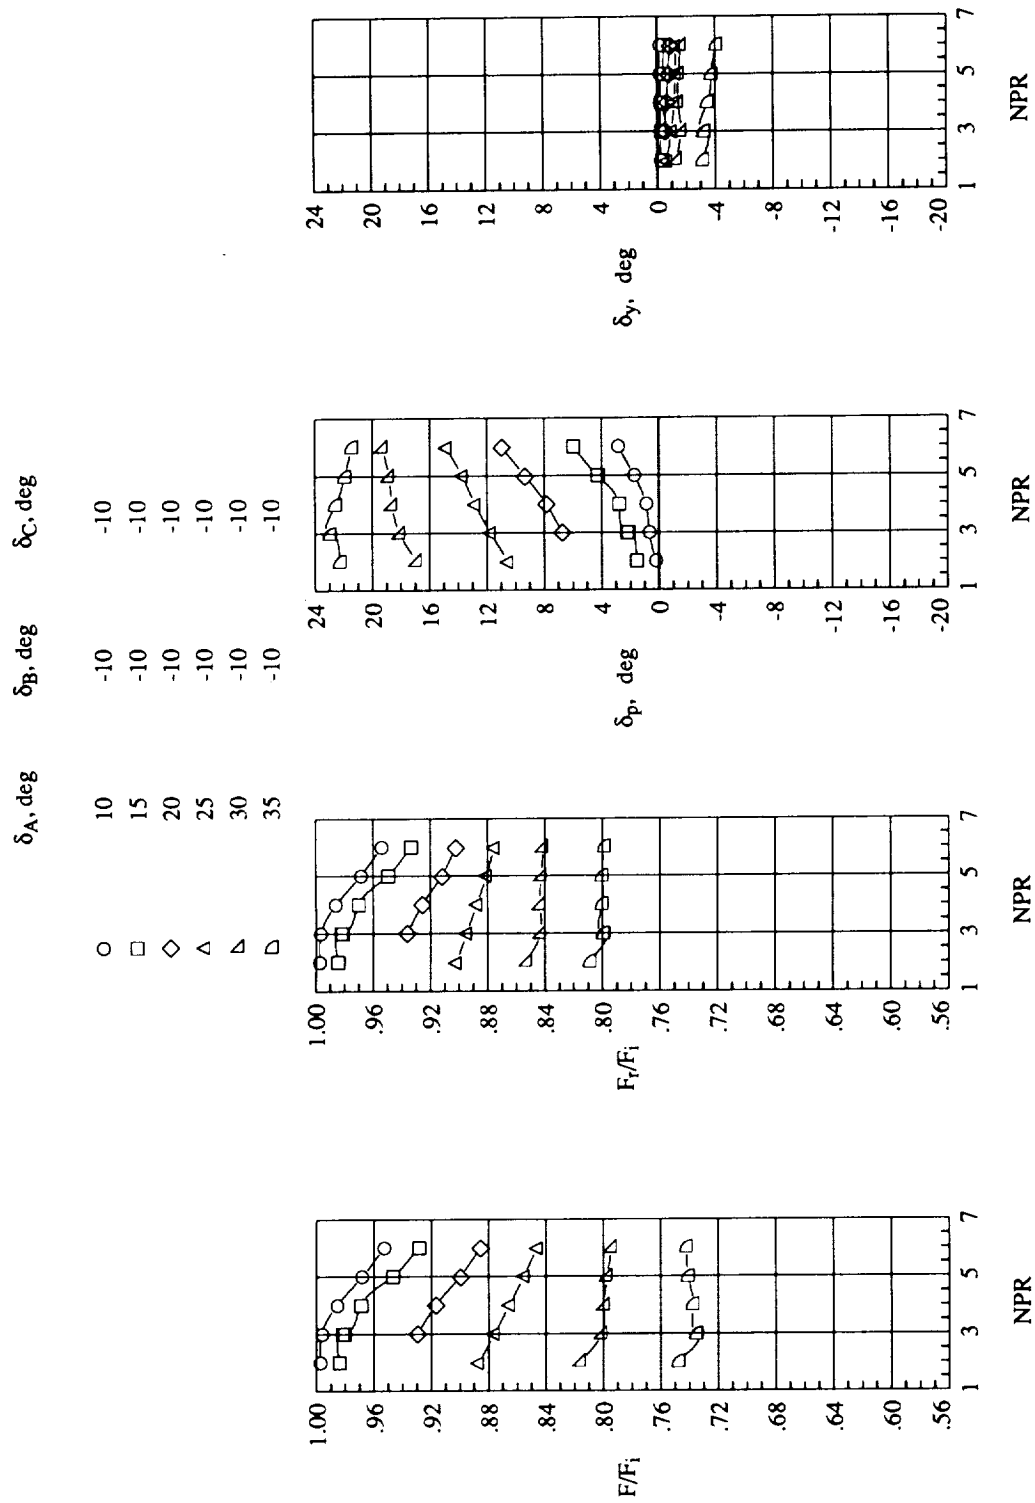 δA, deg δB, deg δC, deg
10 -10 -10
15 -10 -10
20 -10 -10
25 -10 -10
30 -10 -10
35 -10 -10
F/Fi
1.00
.96
.92
.88
.84
.80
.76
.72
.68
.64
.60
.56
1 3 5 7
NPR
Fr/Fi
1.00
.96
.92
.88
.84
.80
.76
.72
.68
.64
.60
.56
1 3 5 7
NPR
δp, deg
24
20
16
12
8
4
0
-4
-8
-12
-16
-20
1 3 5 7
NPR
δy, deg
24
20
16
12
8
4
0
-4
-8
-12
-16
-20
1 3 5 7
NPR